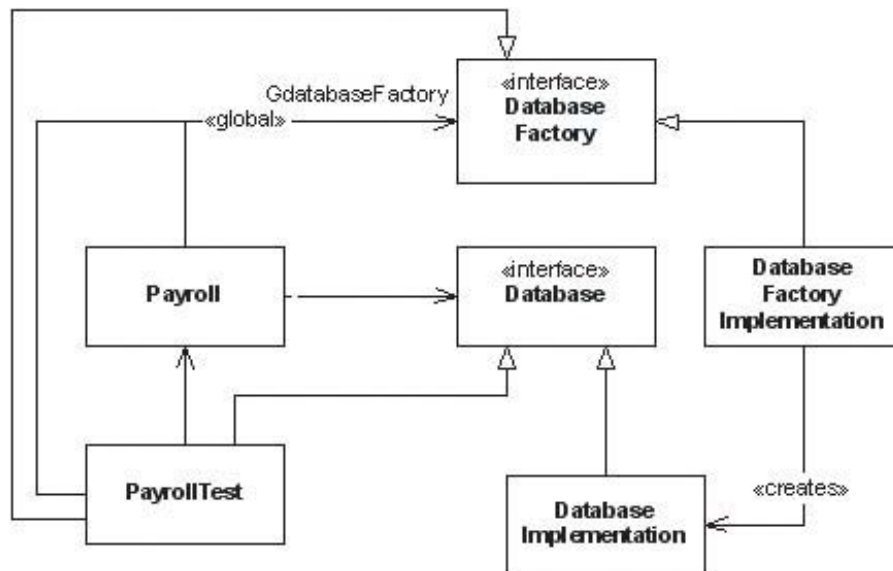 «interface»
Database
Factory
GdatabaseFactory
«global»
Payroll
«interface»
Database
Database
Factory
Implementation
PayrollTest
Database
Implementation
«creates»